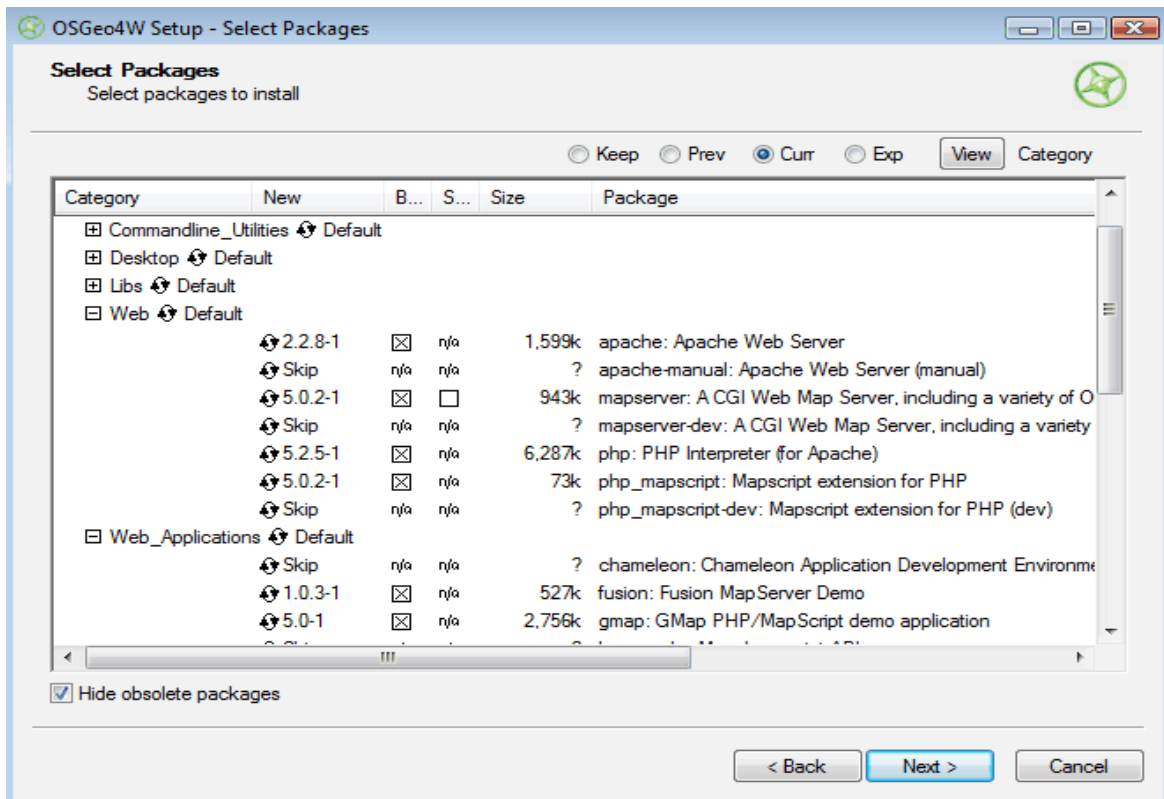 OSGeo4W Setup - Select Packages
Select Packages
Select packages to install
Keep Prev Curr Exp View Category
Category New B... S... Size Package
Commandline_Utilities Default
Desktop Default
Libs Default
Web Default
2.2.8-1 n/a 1,599k apache: Apache Web Server
Skip n/a n/a ? apache-manual: Apache Web Server (manual)
5.0.2-1 943k mapserver: A CGI Web Map Server, including a variety of O
Skip n/a n/a ? mapserver-dev: A CGI Web Map Server, including a variety
5.2.5-1 n/a 6,287k php: PHP Interpreter (for Apache)
5.0.2-1 n/a 73k php_mapscript: Mapscript extension for PHP
Skip n/a n/a ? php_mapscript-dev: Mapscript extension for PHP (dev)
Web_Applications Default
Skip n/a n/a ? chameleon: Chameleon Application Development Environme
1.0.3-1 n/a 527k fusion: Fusion MapServer Demo
5.0-1 n/a 2,756k gmap: GMap PHP/MapScript demo application
Hide obsolete packages
< Back Next > Cancel